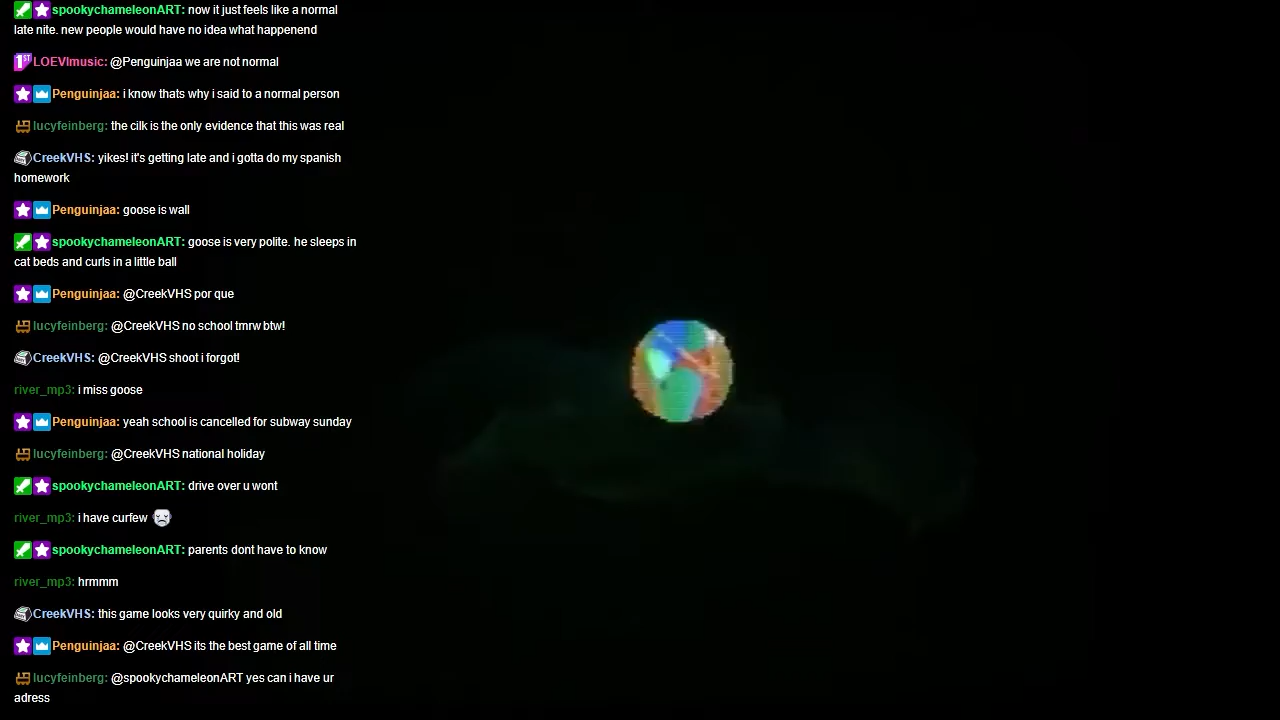 spookychameleonART: now it just feels like a normal
late nite. new people would have no idea what happenend
1ST LOEVImusic: @Penguinjaa we are not normal
Penguinjaa: i know thats why i said to a normal person
lucyfeinberg: the cilk is the only evidence that this was real
CreekVHS: yikes! it's getting late and i gotta do my spanish
homework
Penguinjaa: goose is wall
spookychameleonART: goose is very polite. he sleeps in
cat beds and curls in a little ball
Penguinjaa: @CreekVHS por que
lucyfeinberg: @CreekVHS no school tmrw btw!
CreekVHS: @CreekVHS shoot i forgot!
river_mp3: i miss goose
Penguinjaa: yeah school is cancelled for subway sunday
lucyfeinberg: @CreekVHS national holiday
spookychameleonART: drive over u wont
river_mp3: i have curfew
spookychameleonART: parents dont have to know
river_mp3: hrmmm
CreekVHS: this game looks very quirky and old
Penguinjaa: @CreekVHS its the best game of all time
lucyfeinberg: @spookychameleonART yes can i have ur
adress